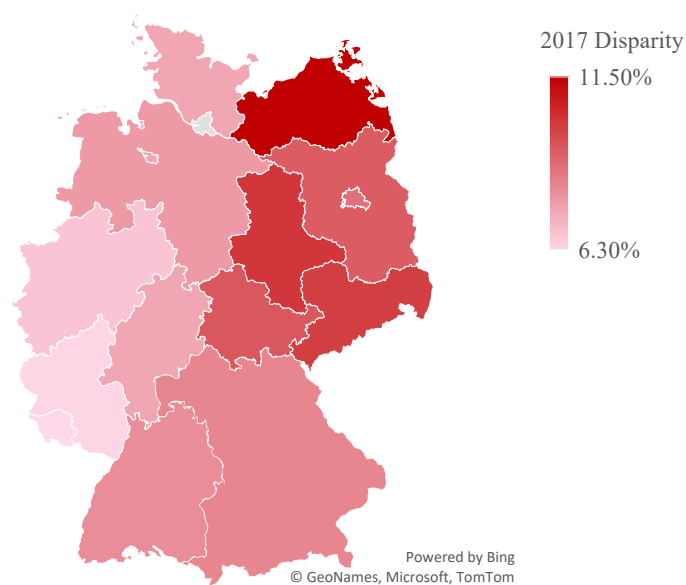 2017 Disparity
11.50%
6.30%
Powered by Bing
© GeoNames, Microsoft, TomTom